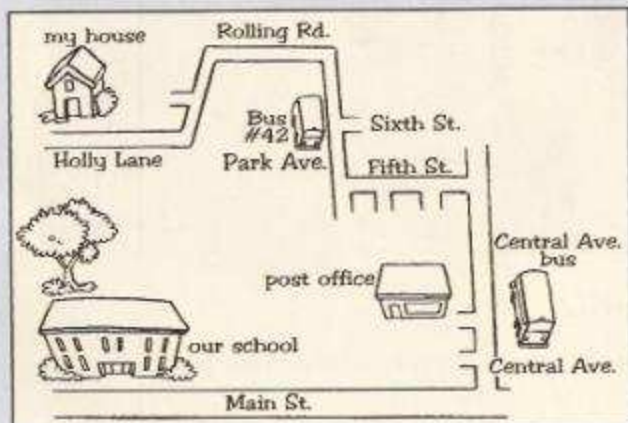 my house
Rolling Rd.
Bus
#42
Sixth St.
Holly Lane
Park Ave.
Fifth St.
Central Ave.
bus
post office
our school
Central Ave.
Main St.